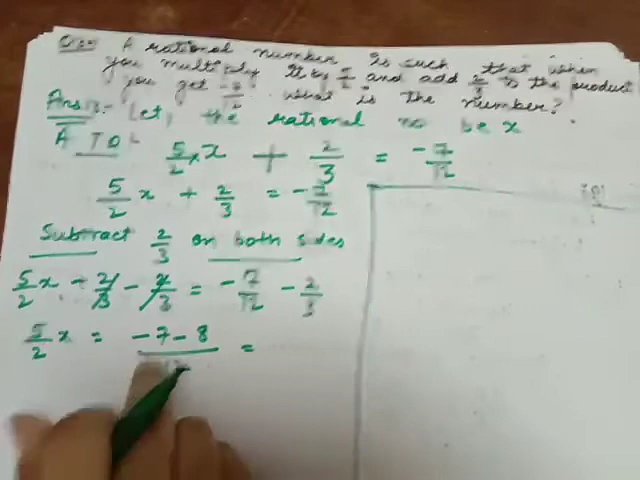 A rational number is such that when
you multiply it by 5/2 and add 2/3 to the product
you get -7/12 what is the number?
Ans:- Let, the rational no be x
A T Q
5/2 × x + 2/3 = -7/12
5/2 x + 2/3 = -7/12
Subtract 2/3 on both sides
5/2 x + 2/3 - 2/3 = -7/12 - 2/3
5/2 x = -7-8/12 =